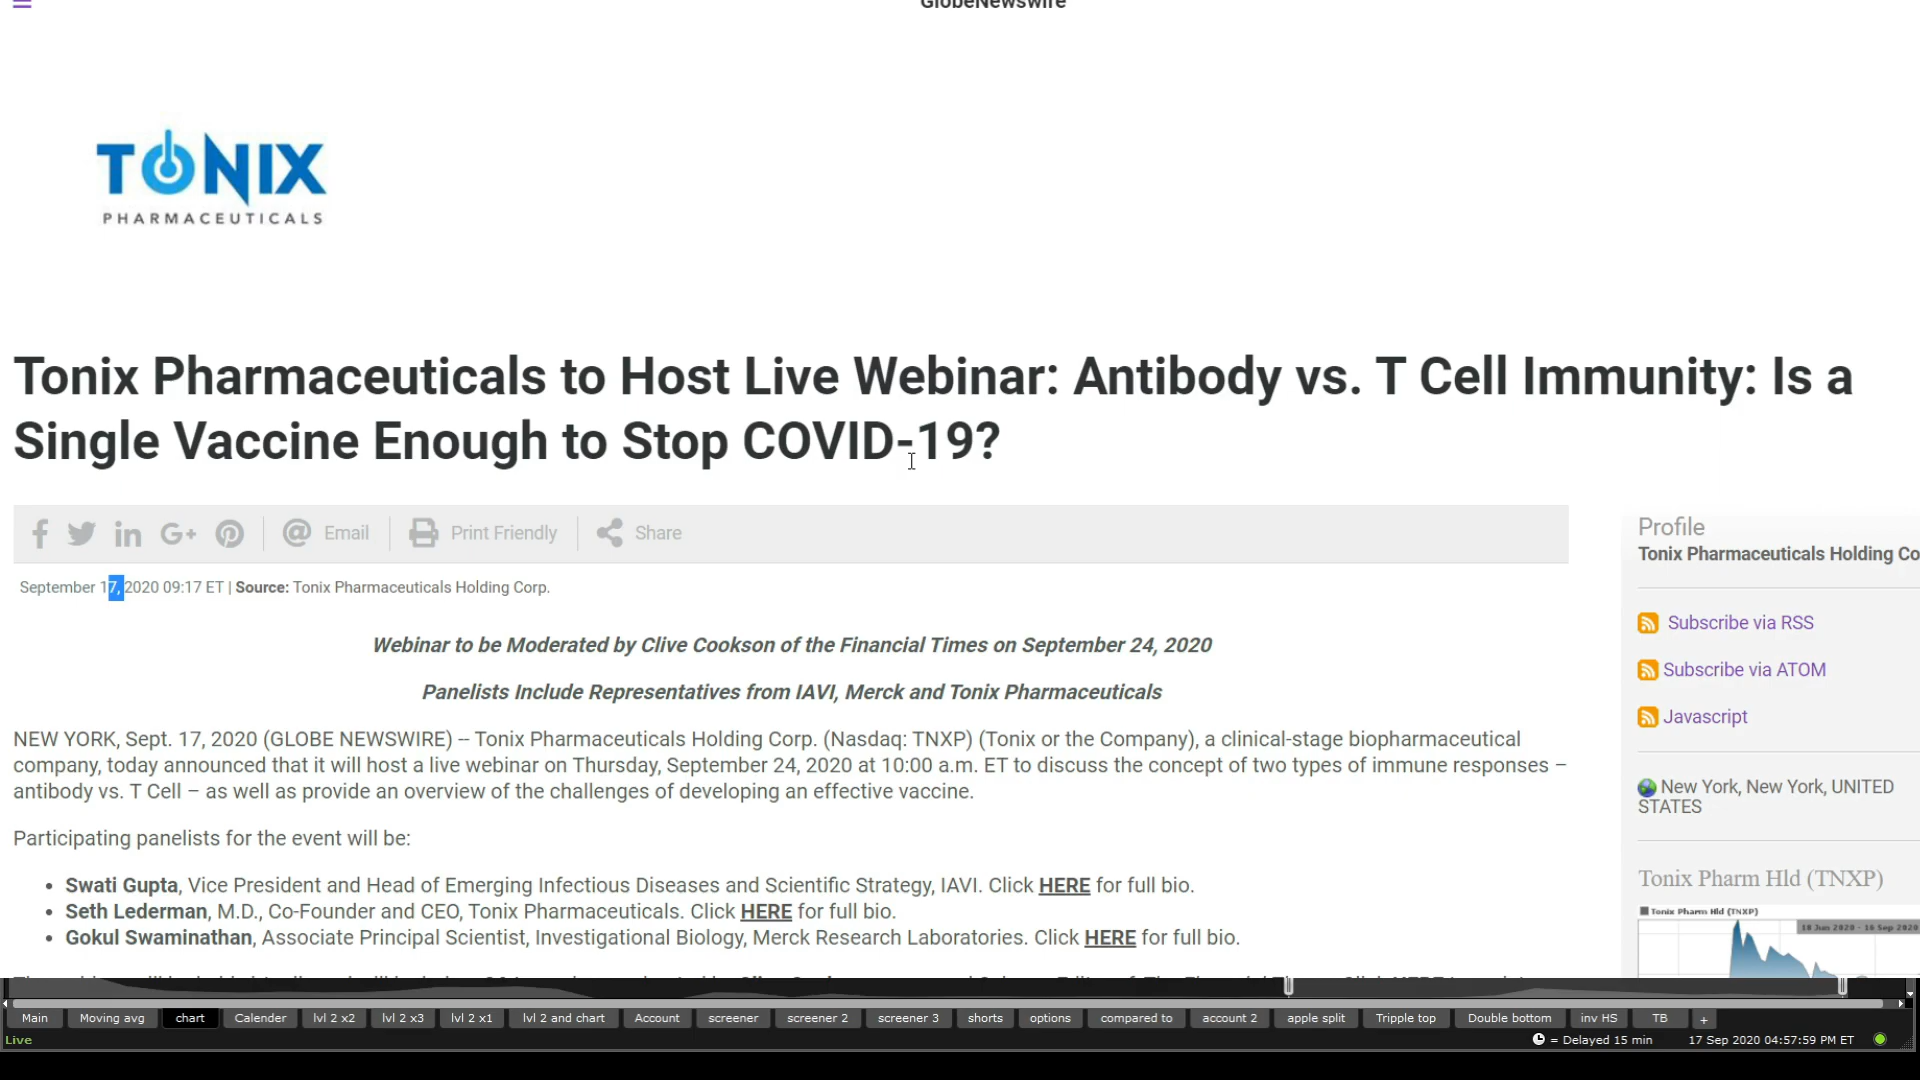 GlobeNewswire
TONIX
PHARMACEUTICALS
Tonix Pharmaceuticals to Host Live Webinar: Antibody vs. T Cell Immunity: Is a
Single Vaccine Enough to Stop COVID-19?
Email
Print Friendly
Share
September 17, 2020 09:17 ET | Source: Tonix Pharmaceuticals Holding Corp.
Webinar to be Moderated by Clive Cookson of the Financial Times on September 24, 2020
Panelists Include Representatives from IAVI, Merck and Tonix Pharmaceuticals
NEW YORK, Sept. 17, 2020 (GLOBE NEWSWIRE) -- Tonix Pharmaceuticals Holding Corp. (Nasdaq: TNXP) (Tonix or the Company), a clinical-stage biopharmaceutical
company, today announced that it will host a live webinar on Thursday, September 24, 2020 at 10:00 a.m. ET to discuss the concept of two types of immune responses –
antibody vs. T Cell – as well as provide an overview of the challenges of developing an effective vaccine.
Participating panelists for the event will be:
• Swati Gupta, Vice President and Head of Emerging Infectious Diseases and Scientific Strategy, IAVI. Click HERE for full bio.
• Seth Lederman, M.D., Co-Founder and CEO, Tonix Pharmaceuticals. Click HERE for full bio.
• Gokul Swaminathan, Associate Principal Scientist, Investigational Biology, Merck Research Laboratories. Click HERE for full bio.
Profile
Tonix Pharmaceuticals Holding Co
Subscribe via RSS
Subscribe via ATOM
Javascript
New York, New York, UNITED
STATES
Tonix Pharm Hld (TNXP)
Tonix Pharm Hld (TNXP)
18 Jun 2020 - 16 Sep 2020
Main
Moving avg
chart
Calender
lvl 2 x2
lvl 2 x3
lvl 2 x1
lvl 2 and chart
Account
screener
screener 2
screener 3
shorts
options
compared to
account 2
apple split
Tripple top
Double bottom
inv HS
TB
+
Live
= Delayed 15 min
17 Sep 2020 04:57:59 PM ET